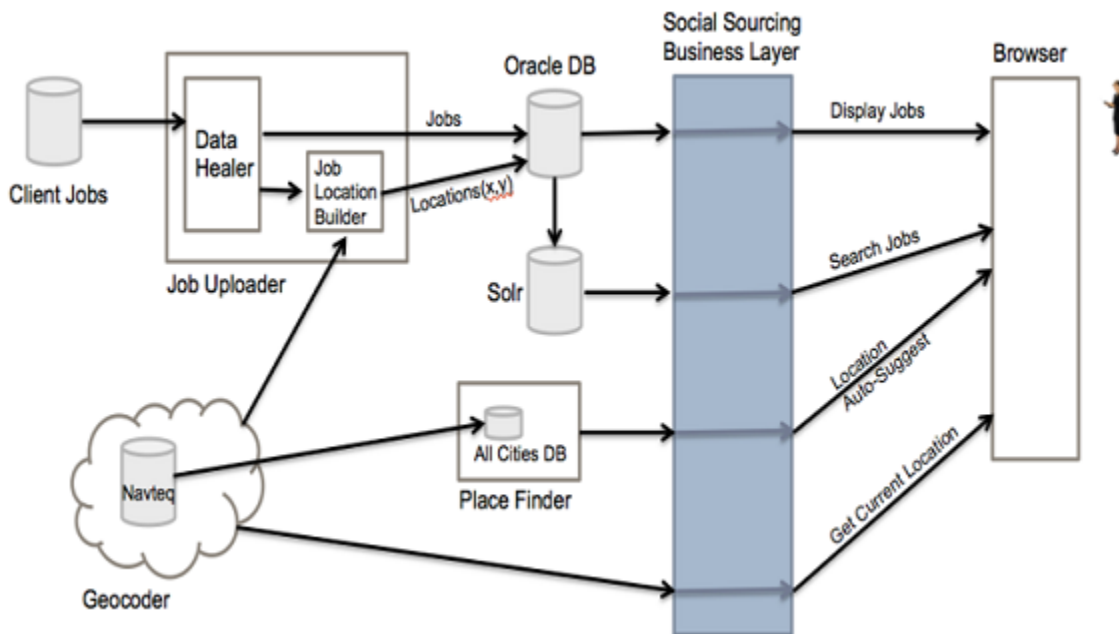 Social Sourcing
Business Layer
Oracle DB
Browser
Client Jobs
Data
Healer
Job
Location
Builder
Job Uploader
Jobs
Locations(x,y)
Solr
Display Jobs
Search Jobs
Location
Auto-Suggest
Get Current Location
All Cities DB
Place Finder
Navteq
Geocoder